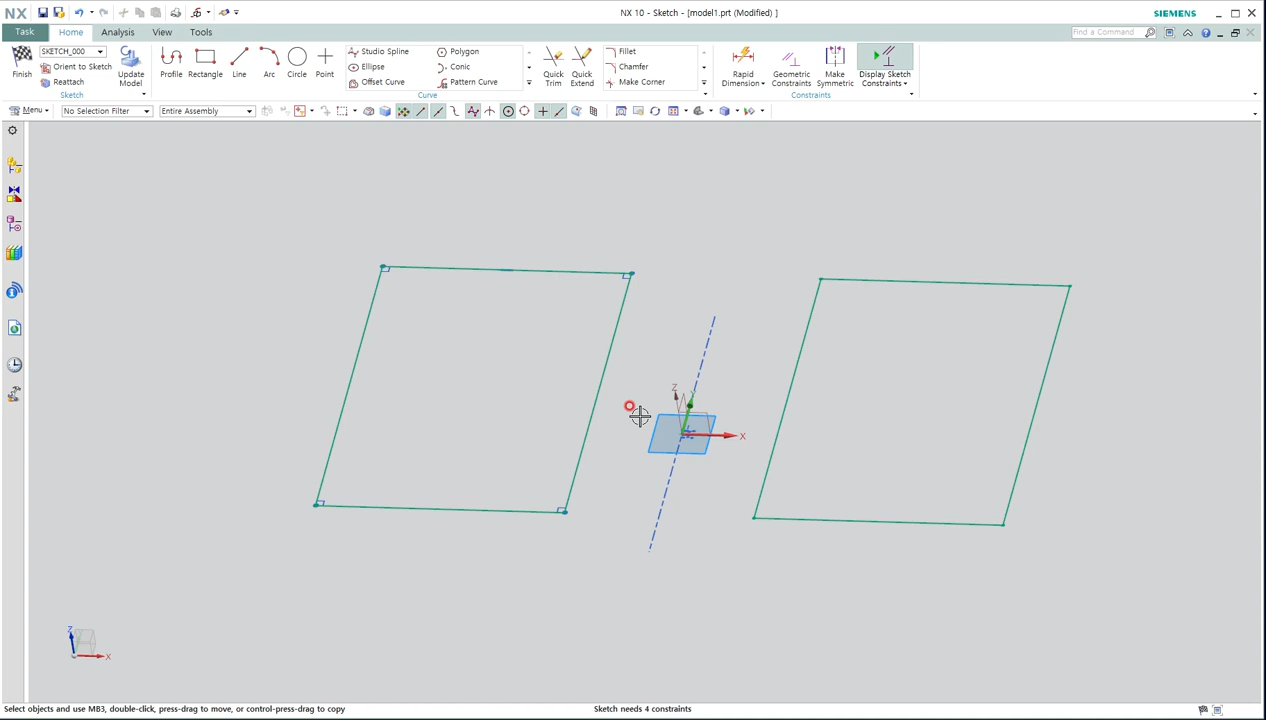 NX
NX 10 - Sketch - [model1.prt (Modified) ]
SIEMENS
Task Home Analysis View Tools
Find a Command
Finish
SKETCH_000
Orient to Sketch
Reattach
Update
Model
Sketch
Profile Rectangle Line Arc Circle Point
Studio Spline
Ellipse
Offset Curve
Polygon
Conic
Pattern Curve
Curve
Quick
Trim
Quick
Extend
Fillet
Chamfer
Make Corner
Rapid
Dimension
Geometric
Constraints
Make
Symmetric
Display Sketch
Constraints
Constraints
Menu
No Selection Filter
Entire Assembly
Z
X
Z
X
Select objects and use MB3, double-click, press-drag to move, or control-press-drag to copy
Sketch needs 4 constraints